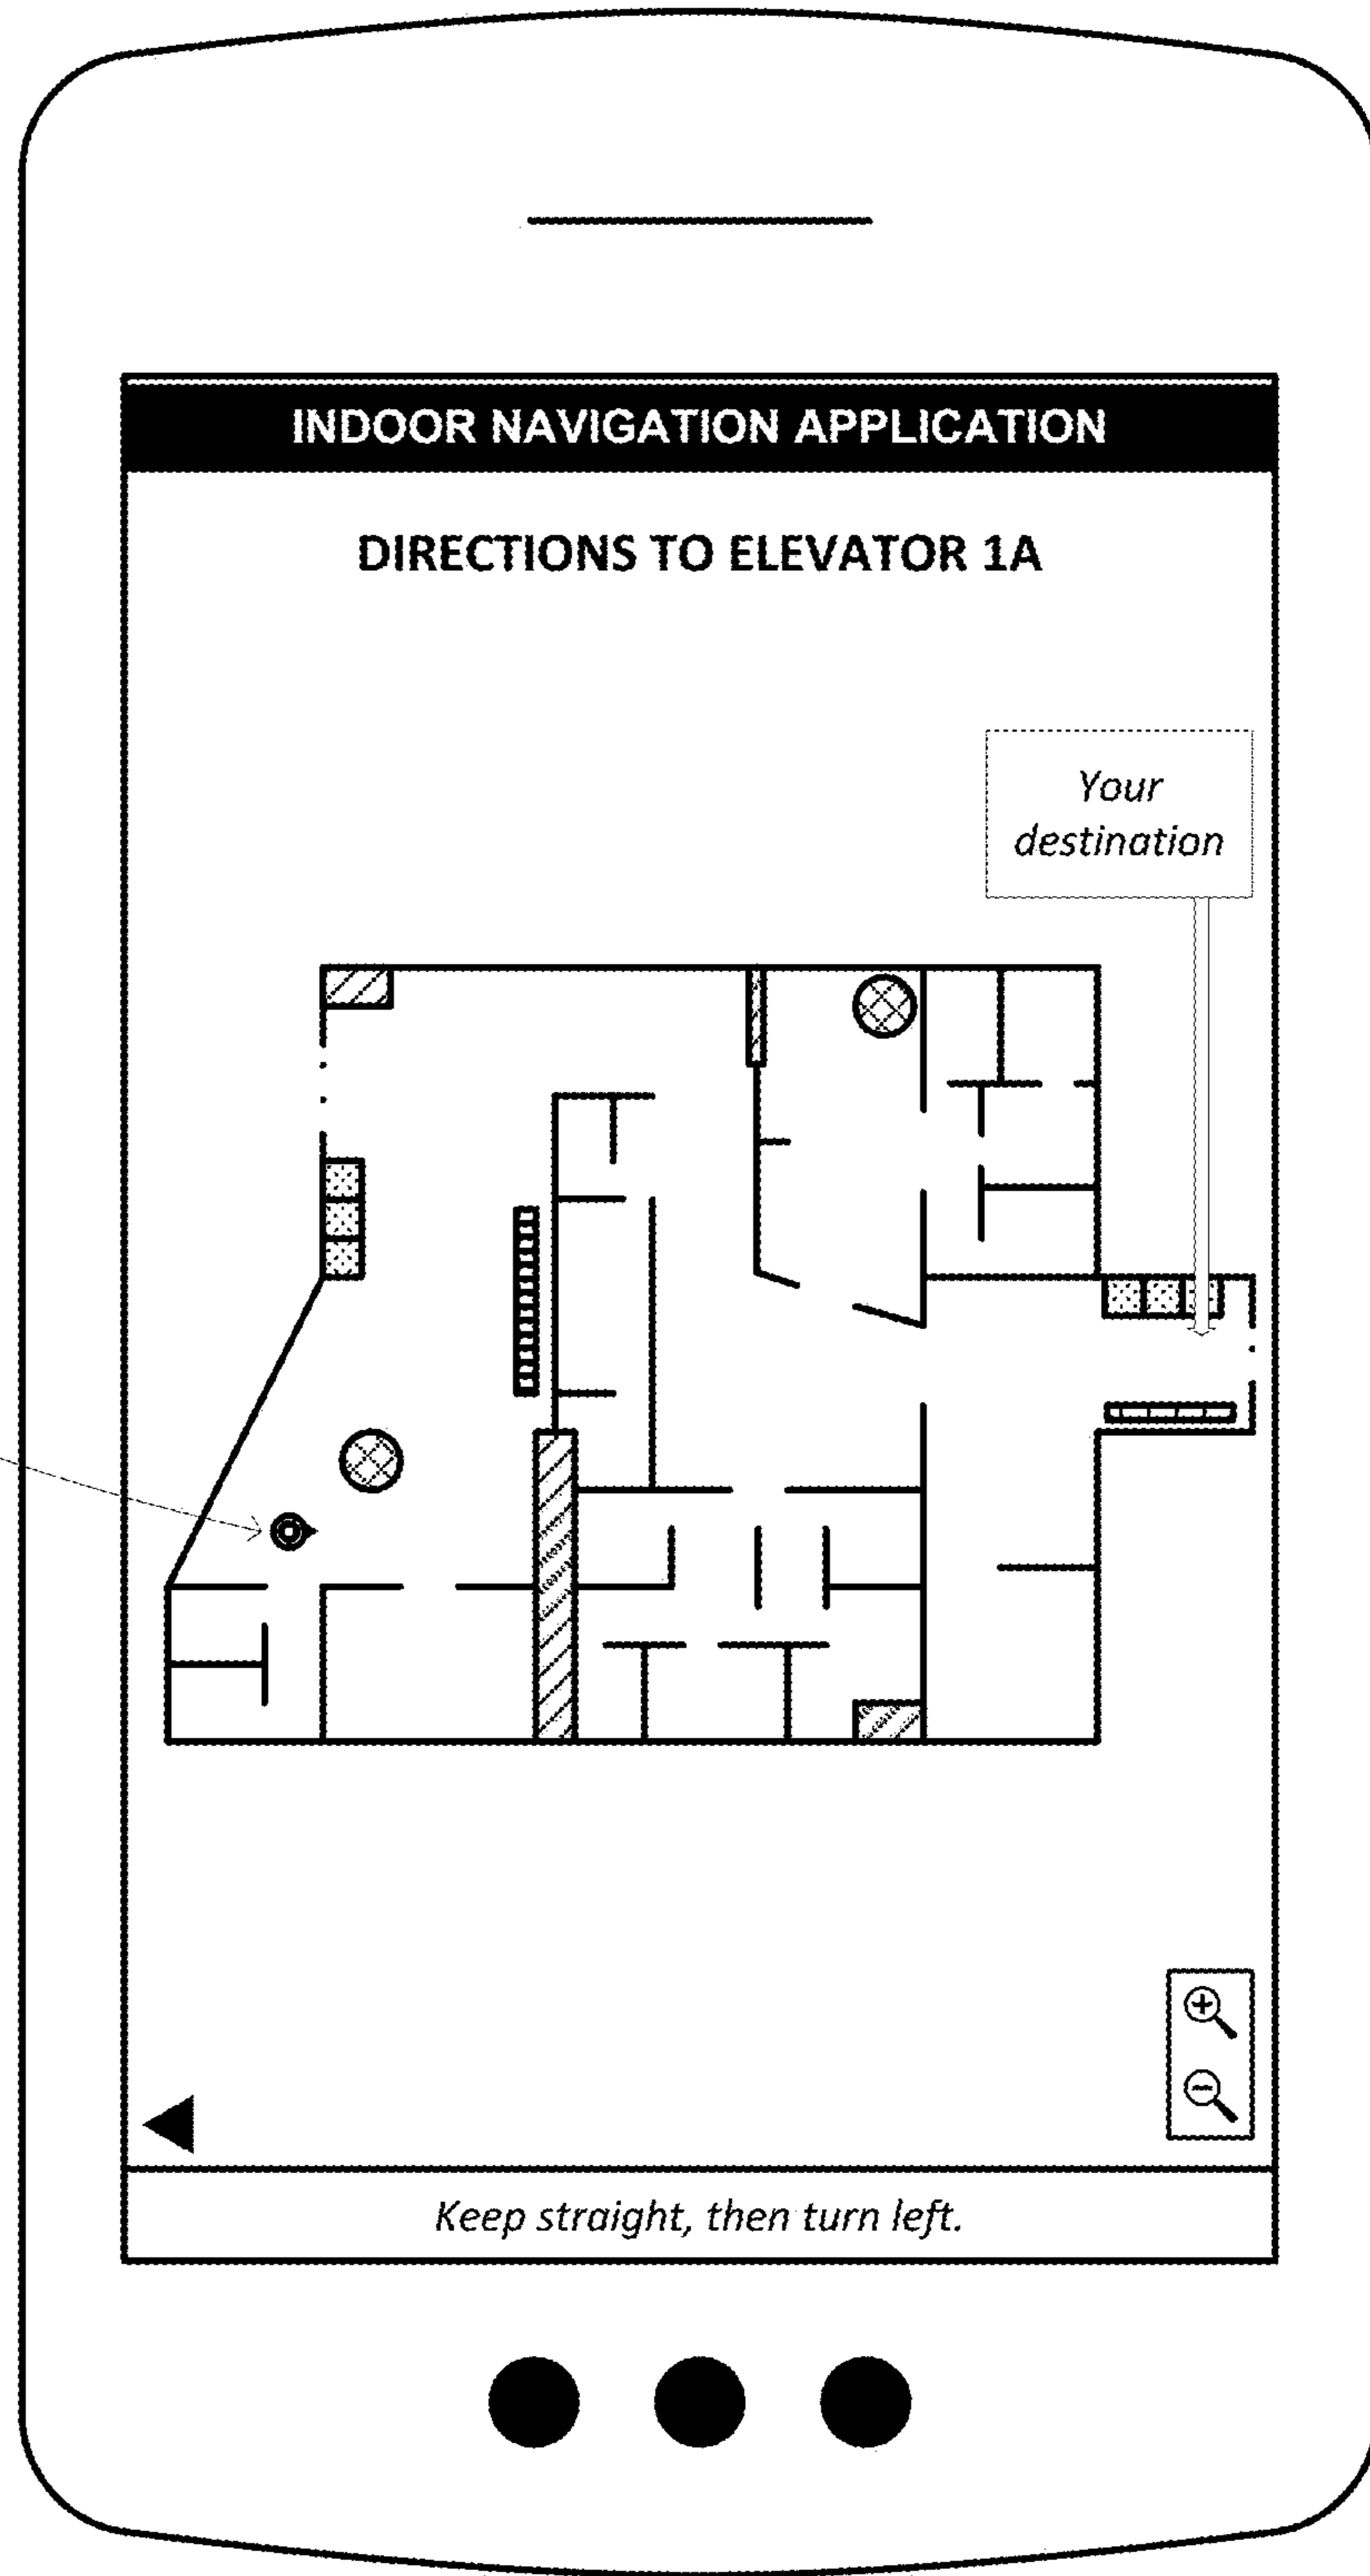 INDOOR NAVIGATION APPLICATION
DIRECTIONS TO ELEVATOR 1A
Your
destination
Keep straight, then turn left.